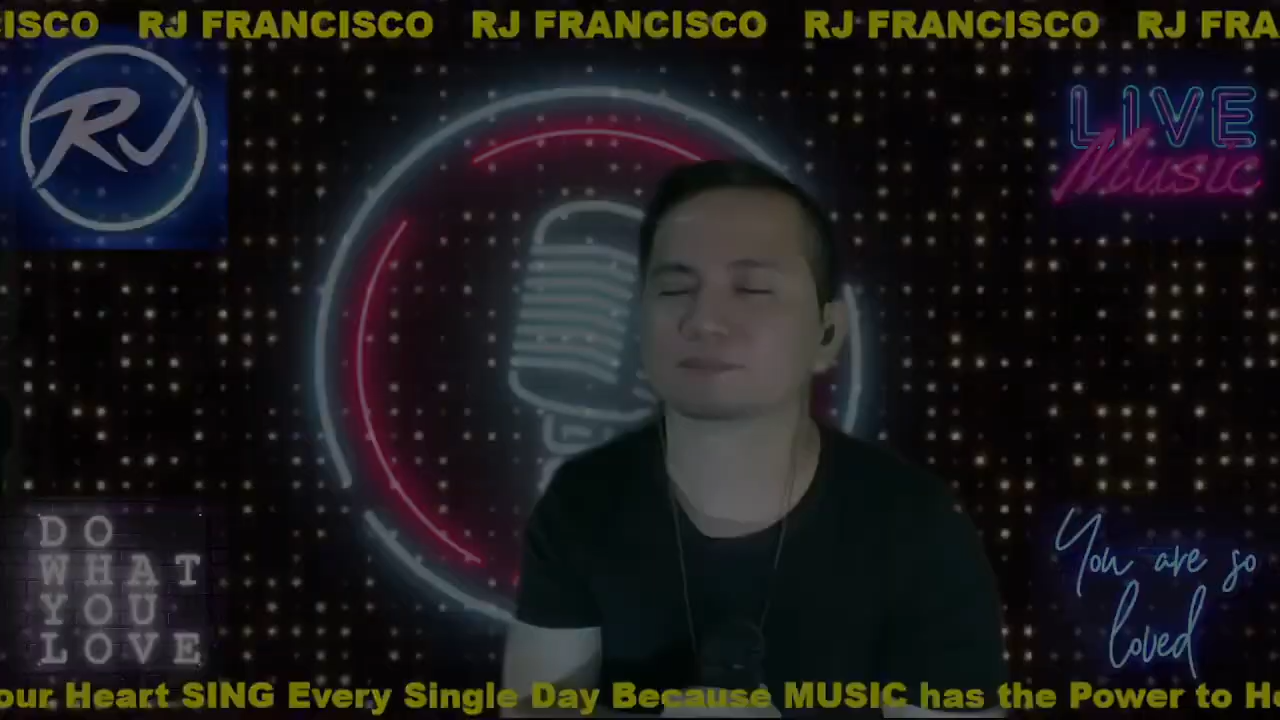 ISCO RJ FRANCISCO RJ FRANCISCO RJ FRANCISCO RJ FRA
RJ
LIVE
Music
DO
WHAT
YOU
LOVE
You are so
loved
our Heart SING Every Single Day Because MUSIC has the Power to H